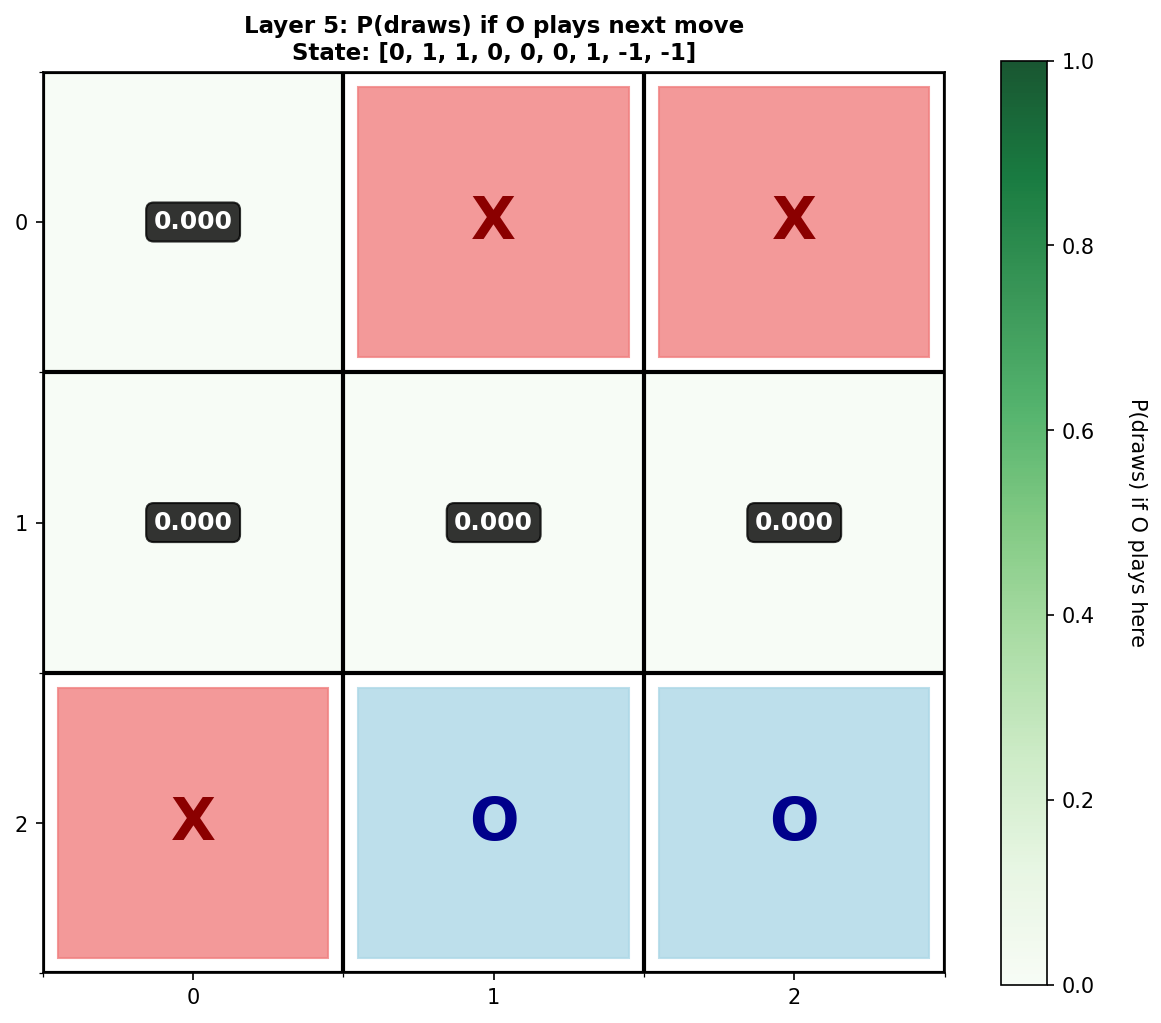 Layer 5: P(draws) if O plays next move
State: [0, 1, 1, 0, 0, 0, 1, -1, -1]
0.000
X
X
0.000
0.000
0.000
X
O
O
0
1
2
0
1
2
1.0
0.8
0.6
0.4
0.2
0.0
P(draws) if O plays here